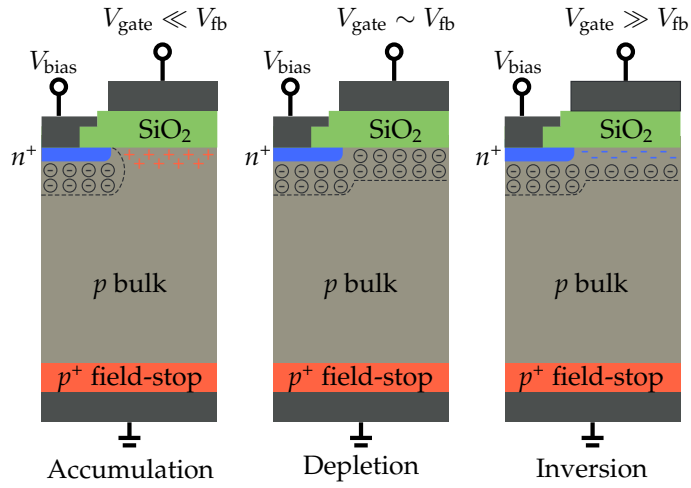 V_gate ≪ V_fb
V_bias
SiO₂
n⁺
p bulk
p⁺ field-stop
Accumulation
V_gate ∼ V_fb
V_bias
SiO₂
p bulk
p⁺ field-stop
Depletion
V_gate ≫ V_fb
V_bias
SiO₂
n⁺
p bulk
p⁺ field-stop
Inversion